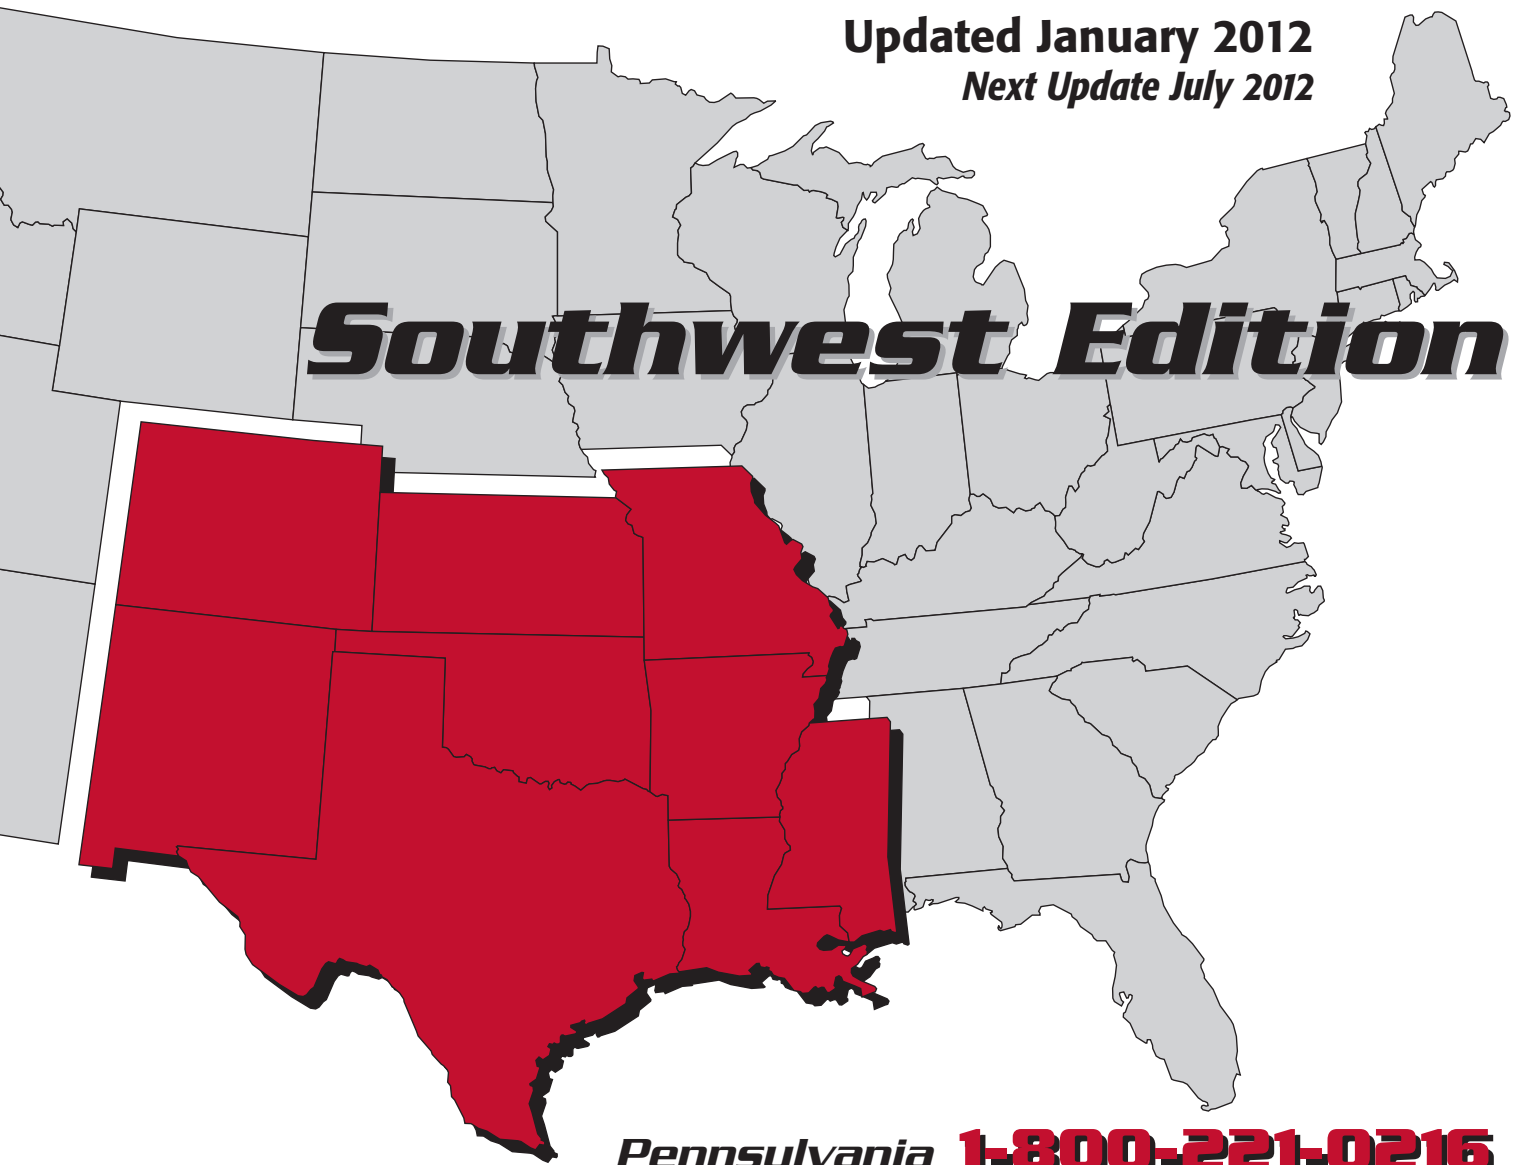 Updated January 2012
Next Update July 2012
Southwest Edition
Pennsylvania 1-800-221-0216